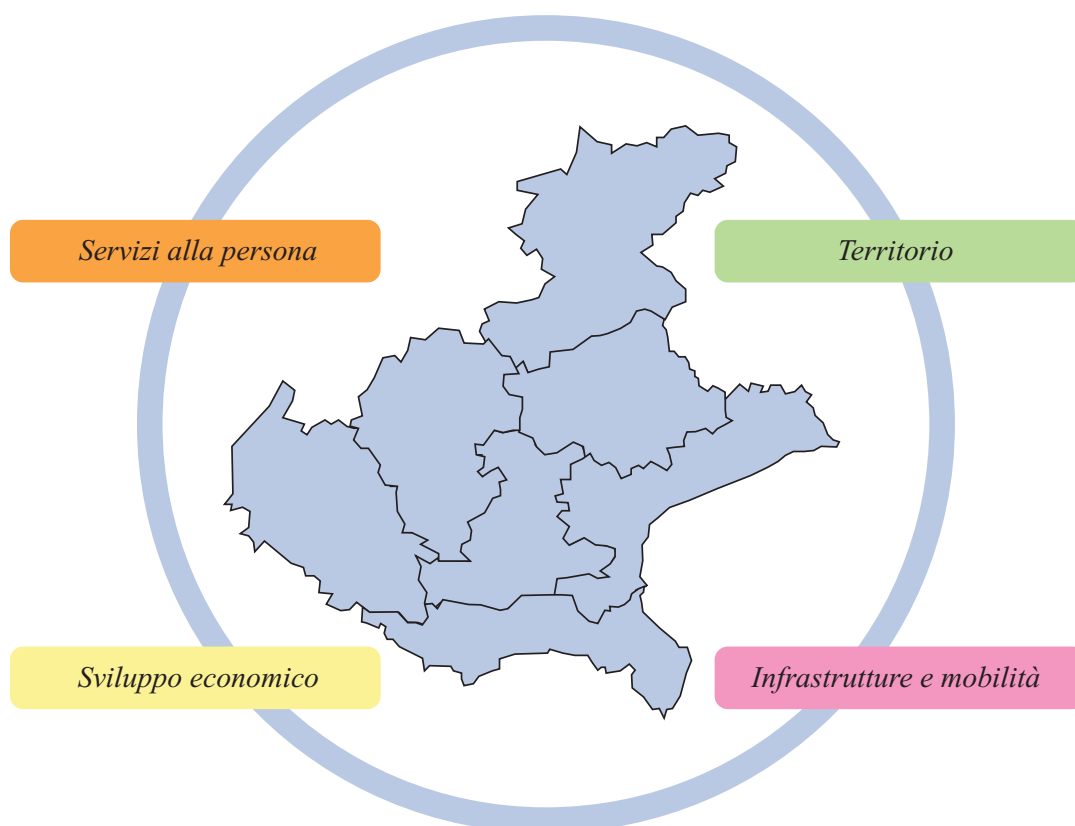 Servizi alla persona
Territorio
Sviluppo economico
Infrastrutture e mobilità